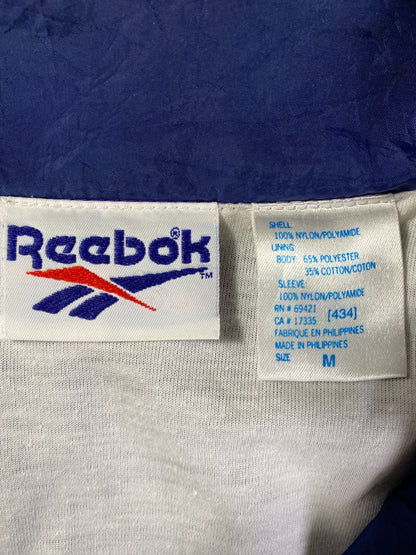 Reebok®
TM
SHELL
100% NYLON/POLYAMIDE
LINING
BODY 65% POLYESTER
35% COTTON/COTON
SLEEVE
100% NYLON/POLYAMIDE
RN # 69421
CA # 17335 [434]
FABRIQUÉ EN PHILIPPINES
MADE IN PHILIPPINES
SIZE M